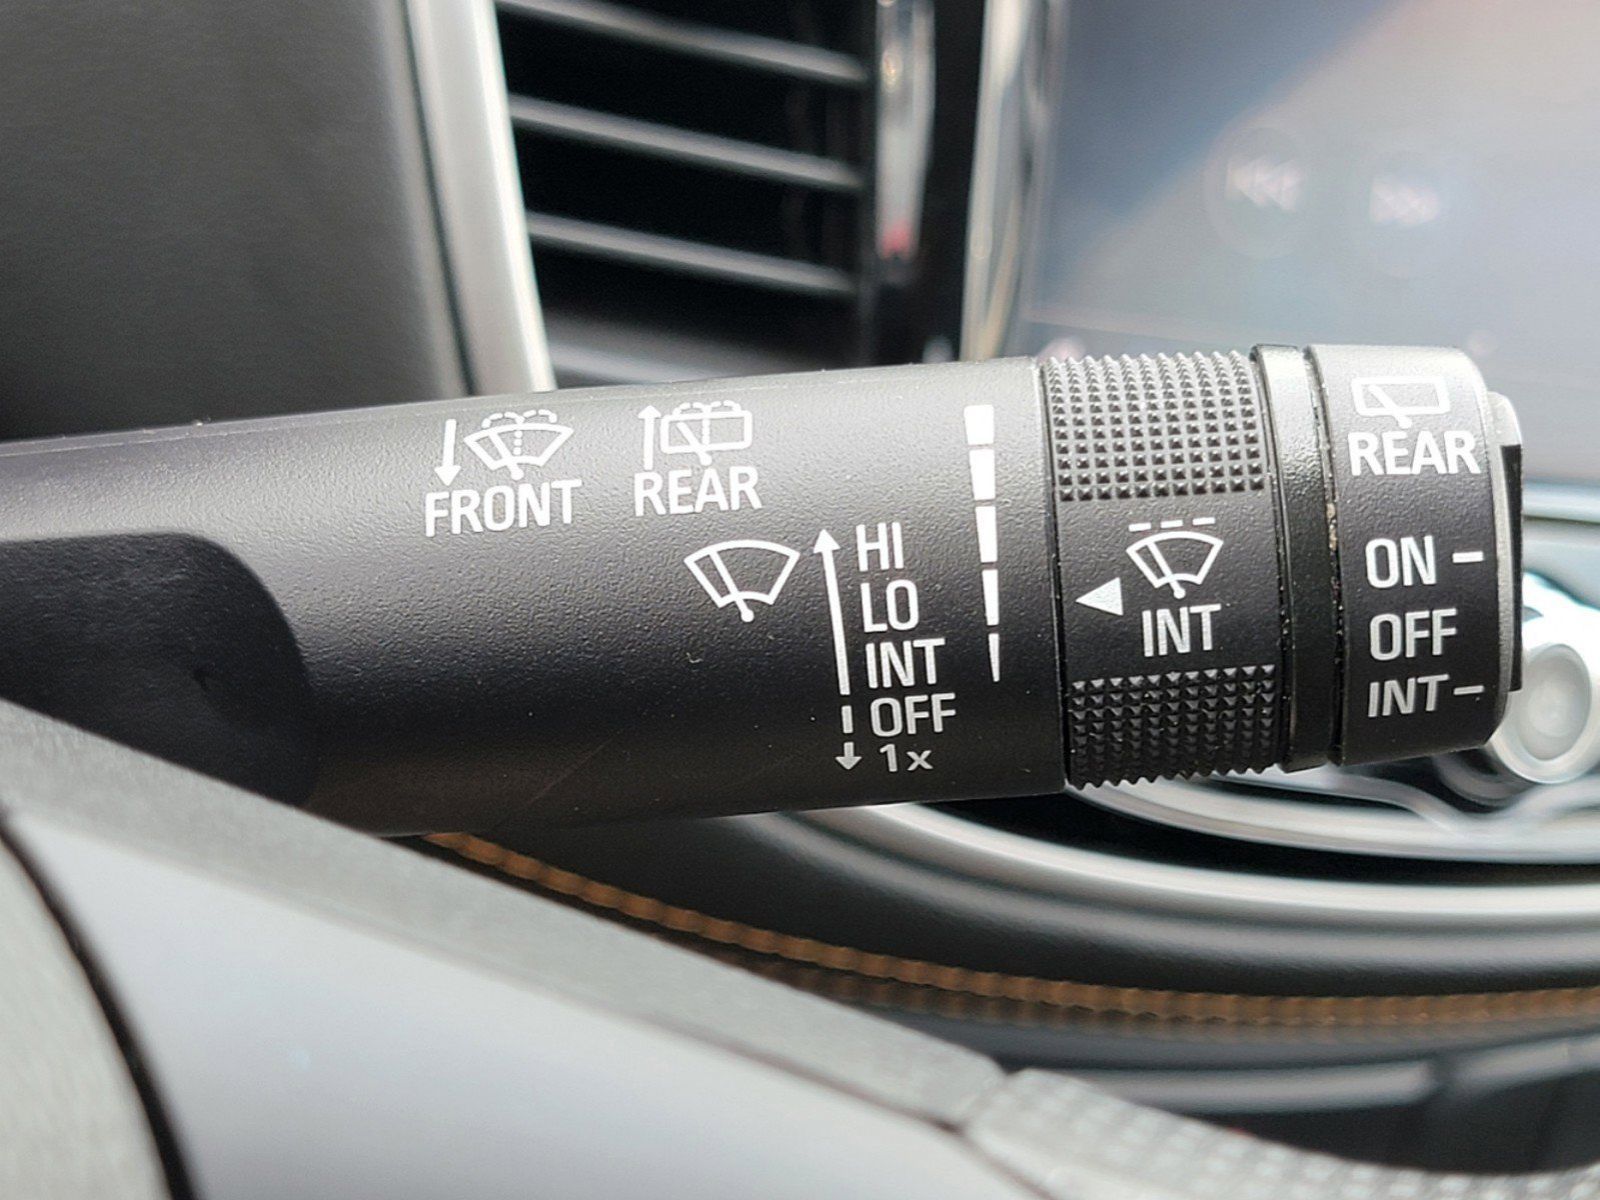 FRONT
REAR
HI
LO
INT
OFF
1x
INT
REAR
ON
OFF
INT